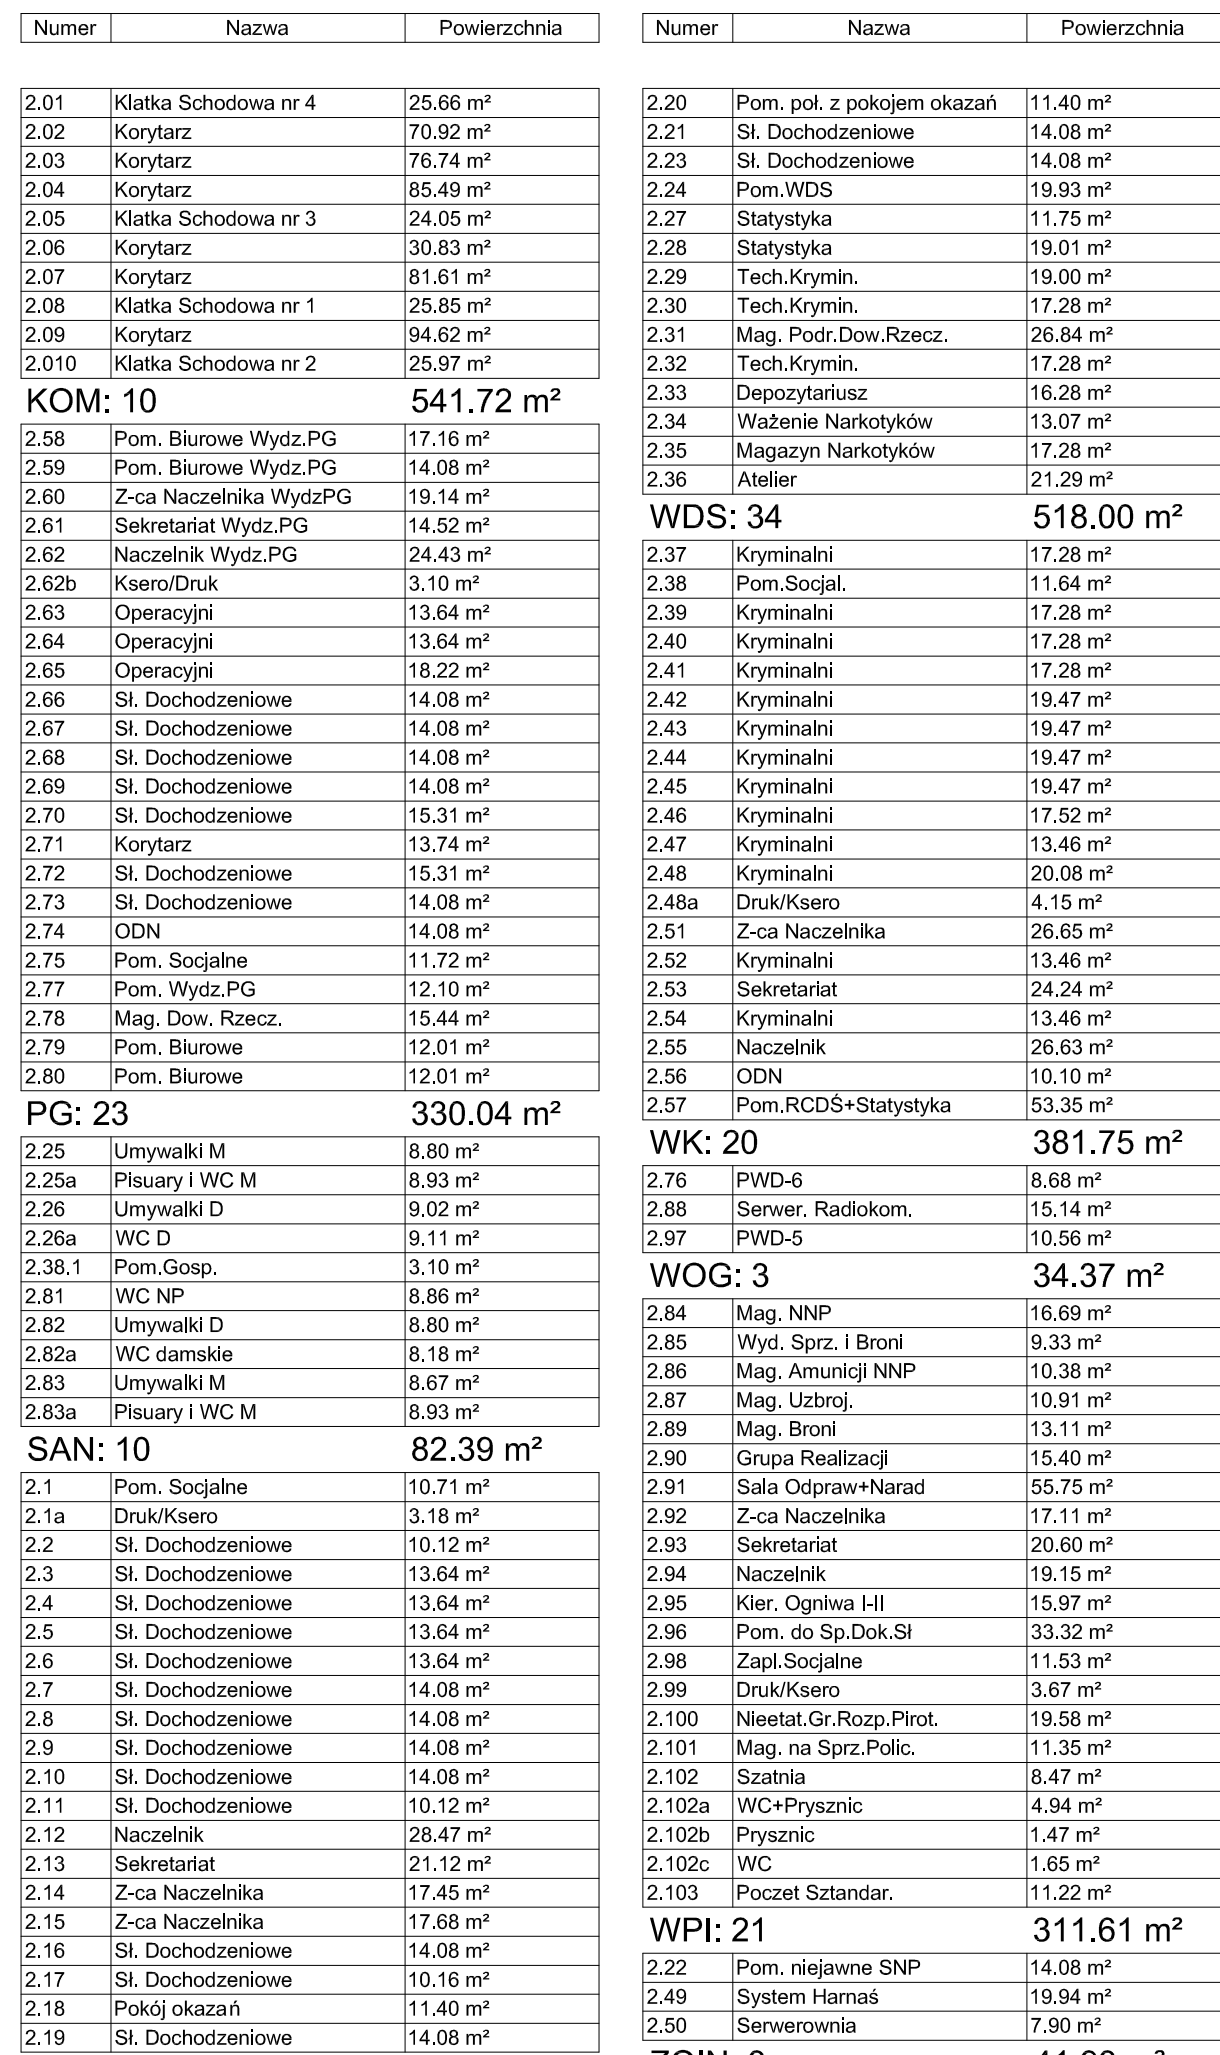 Numer Nazwa Powierzchnia
2.01 Klatka Schodowa nr 4 25.66 m²
2.02 Korytarz 70.92 m²
2.03 Korytarz 76.74 m²
2.04 Korytarz 85.49 m²
2.05 Klatka Schodowa nr 3 24.05 m²
2.06 Korytarz 30.83 m²
2.07 Korytarz 81.61 m²
2.08 Klatka Schodowa nr 1 25.85 m²
2.09 Korytarz 94.62 m²
2.010 Klatka Schodowa nr 2 25.97 m²
KOM: 10 541.72 m²
2.58 Pom. Biurowe Wydz.PG 17.16 m²
2.59 Pom. Biurowe Wydz.PG 14.08 m²
2.60 Z-ca Naczelnika WydzPG 19.14 m²
2.61 Sekretariat Wydz.PG 14.52 m²
2.62 Naczelnik Wydz.PG 24.43 m²
2.62b Ksero/Druk 3.10 m²
2.63 Operacyjni 13.64 m²
2.64 Operacyjni 13.64 m²
2.65 Operacyjni 18.22 m²
2.66 Sł. Dochodzeniowe 14.08 m²
2.67 Sł. Dochodzeniowe 14.08 m²
2.68 Sł. Dochodzeniowe 14.08 m²
2.69 Sł. Dochodzeniowe 14.08 m²
2.70 Sł. Dochodzeniowe 15.31 m²
2.71 Korytarz 13.74 m²
2.72 Sł. Dochodzeniowe 15.31 m²
2.73 Sł. Dochodzeniowe 14.08 m²
2.74 ODN 14.08 m²
2.75 Pom. Socjalne 11.72 m²
2.77 Pom. Wydz.PG 12.10 m²
2.78 Mag. Dow. Rzecz. 15.44 m²
2.79 Pom. Biurowe 12.01 m²
2.80 Pom. Biurowe 12.01 m²
PG: 23 330.04 m²
2.25 Umywalki M 8.80 m²
2.25a Pisuary i WC M 8.93 m²
2.26 Umywalki D 9.02 m²
2.26a WC D 9.11 m²
2.38.1 Pom.Gosp. 3.10 m²
2.81 WC NP 8.86 m²
2.82 Umywalki D 8.80 m²
2.82a WC damskie 8.18 m²
2.83 Umywalki M 8.67 m²
2.83a Pisuary i WC M 8.93 m²
SAN: 10 82.39 m²
2.1 Pom. Socjalne 10.71 m²
2.1a Druk/Ksero 3.18 m²
2.2 Sł. Dochodzeniowe 10.12 m²
2.3 Sł. Dochodzeniowe 13.64 m²
2.4 Sł. Dochodzeniowe 13.64 m²
2.5 Sł. Dochodzeniowe 13.64 m²
2.6 Sł. Dochodzeniowe 13.64 m²
2.7 Sł. Dochodzeniowe 14.08 m²
2.8 Sł. Dochodzeniowe 14.08 m²
2.9 Sł. Dochodzeniowe 14.08 m²
2.10 Sł. Dochodzeniowe 14.08 m²
2.11 Sł. Dochodzeniowe 10.12 m²
2.12 Naczelnik 28.47 m²
2.13 Sekretariat 21.12 m²
2.14 Z-ca Naczelnika 17.45 m²
2.15 Z-ca Naczelnika 17.68 m²
2.16 Sł. Dochodzeniowe 14.08 m²
2.17 Sł. Dochodzeniowe 10.16 m²
2.18 Pokój okazań 11.40 m²
2.19 Sł. Dochodzeniowe 14.08 m²
Numer Nazwa Powierzchnia
2.20 Pom. poł. z pokojem okazań 11.40 m²
2.21 Sł. Dochodzeniowe 14.08 m²
2.23 Sł. Dochodzeniowe 14.08 m²
2.24 Pom.WDS 19.93 m²
2.27 Statystyka 11.75 m²
2.28 Statystyka 19.01 m²
2.29 Tech.Krymin. 19.00 m²
2.30 Tech.Krymin. 17.28 m²
2.31 Mag. Podr.Dow.Rzecz. 26.84 m²
2.32 Tech.Krymin. 17.28 m²
2.33 Depozytariusz 16.28 m²
2.34 Ważenie Narkotyków 13.07 m²
2.35 Magazyn Narkotyków 17.28 m²
2.36 Atelier 21.29 m²
WDS: 34 518.00 m²
2.37 Kryminalni 17.28 m²
2.38 Pom.Socjal. 11.64 m²
2.39 Kryminalni 17.28 m²
2.40 Kryminalni 17.28 m²
2.41 Kryminalni 17.28 m²
2.42 Kryminalni 19.47 m²
2.43 Kryminalni 19.47 m²
2.44 Kryminalni 19.47 m²
2.45 Kryminalni 19.47 m²
2.46 Kryminalni 17.52 m²
2.47 Kryminalni 13.46 m²
2.48 Kryminalni 20.08 m²
2.48a Druk/Ksero 4.15 m²
2.51 Z-ca Naczelnika 26.65 m²
2.52 Kryminalni 13.46 m²
2.53 Sekretariat 24.24 m²
2.54 Kryminalni 13.46 m²
2.55 Naczelnik 26.63 m²
2.56 ODN 10.10 m²
2.57 Pom.RCDŚ+Statystyka 53.35 m²
WK: 20 381.75 m²
2.76 PWD-6 8.68 m²
2.88 Serwer. Radiokom. 15.14 m²
2.97 PWD-5 10.56 m²
WOG: 3 34.37 m²
2.84 Mag. NNP 16.69 m²
2.85 Wyd. Sprz. i Broni 9.33 m²
2.86 Mag. Amunicji NNP 10.38 m²
2.87 Mag. Uzbroj. 10.91 m²
2.89 Mag. Broni 13.11 m²
2.90 Grupa Realizacji 15.40 m²
2.91 Sala Odpraw+Narad 55.75 m²
2.92 Z-ca Naczelnika 17.11 m²
2.93 Sekretariat 20.60 m²
2.94 Naczelnik 19.15 m²
2.95 Kier. Ogniwa I-II 15.97 m²
2.96 Pom. do Sp.Dok.Sł 33.32 m²
2.98 Zapl.Socjalne 11.53 m²
2.99 Druk/Ksero 3.67 m²
2.100 Nieetat.Gr.Rozp.Pirot. 19.58 m²
2.101 Mag. na Sprz.Polic. 11.35 m²
2.102 Szatnia 8.47 m²
2.102a WC+Prysznic 4.94 m²
2.102b Prysznic 1.47 m²
2.102c WC 1.65 m²
2.103 Poczet Sztandar. 11.22 m²
WPI: 21 311.61 m²
2.22 Pom. niejawne SNP 14.08 m²
2.49 System Harnaś 19.94 m²
2.50 Serwerownia 7.90 m²